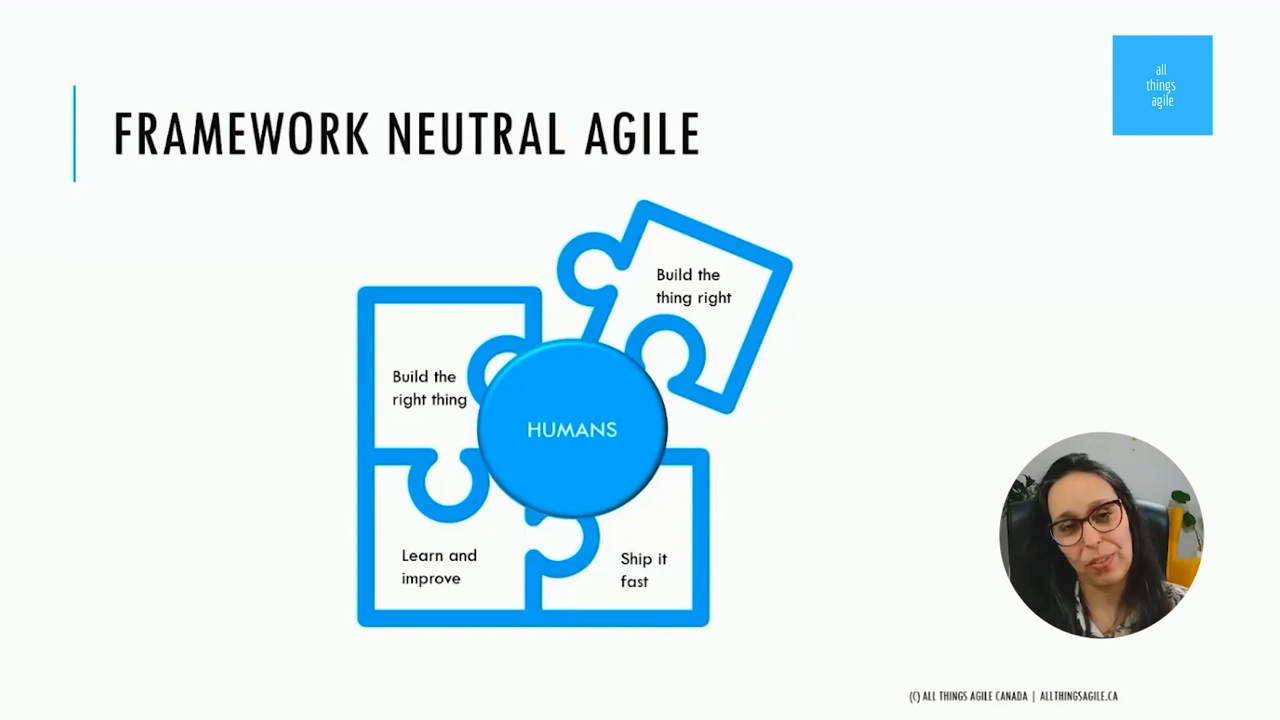 all
things
agile
FRAMEWORK NEUTRAL AGILE
Build the
thing right
Build the
right thing
HUMANS
Learn and
improve
Ship it
fast
(C) ALL THINGS AGILE CANADA | ALLTHINGSAGILE.CA